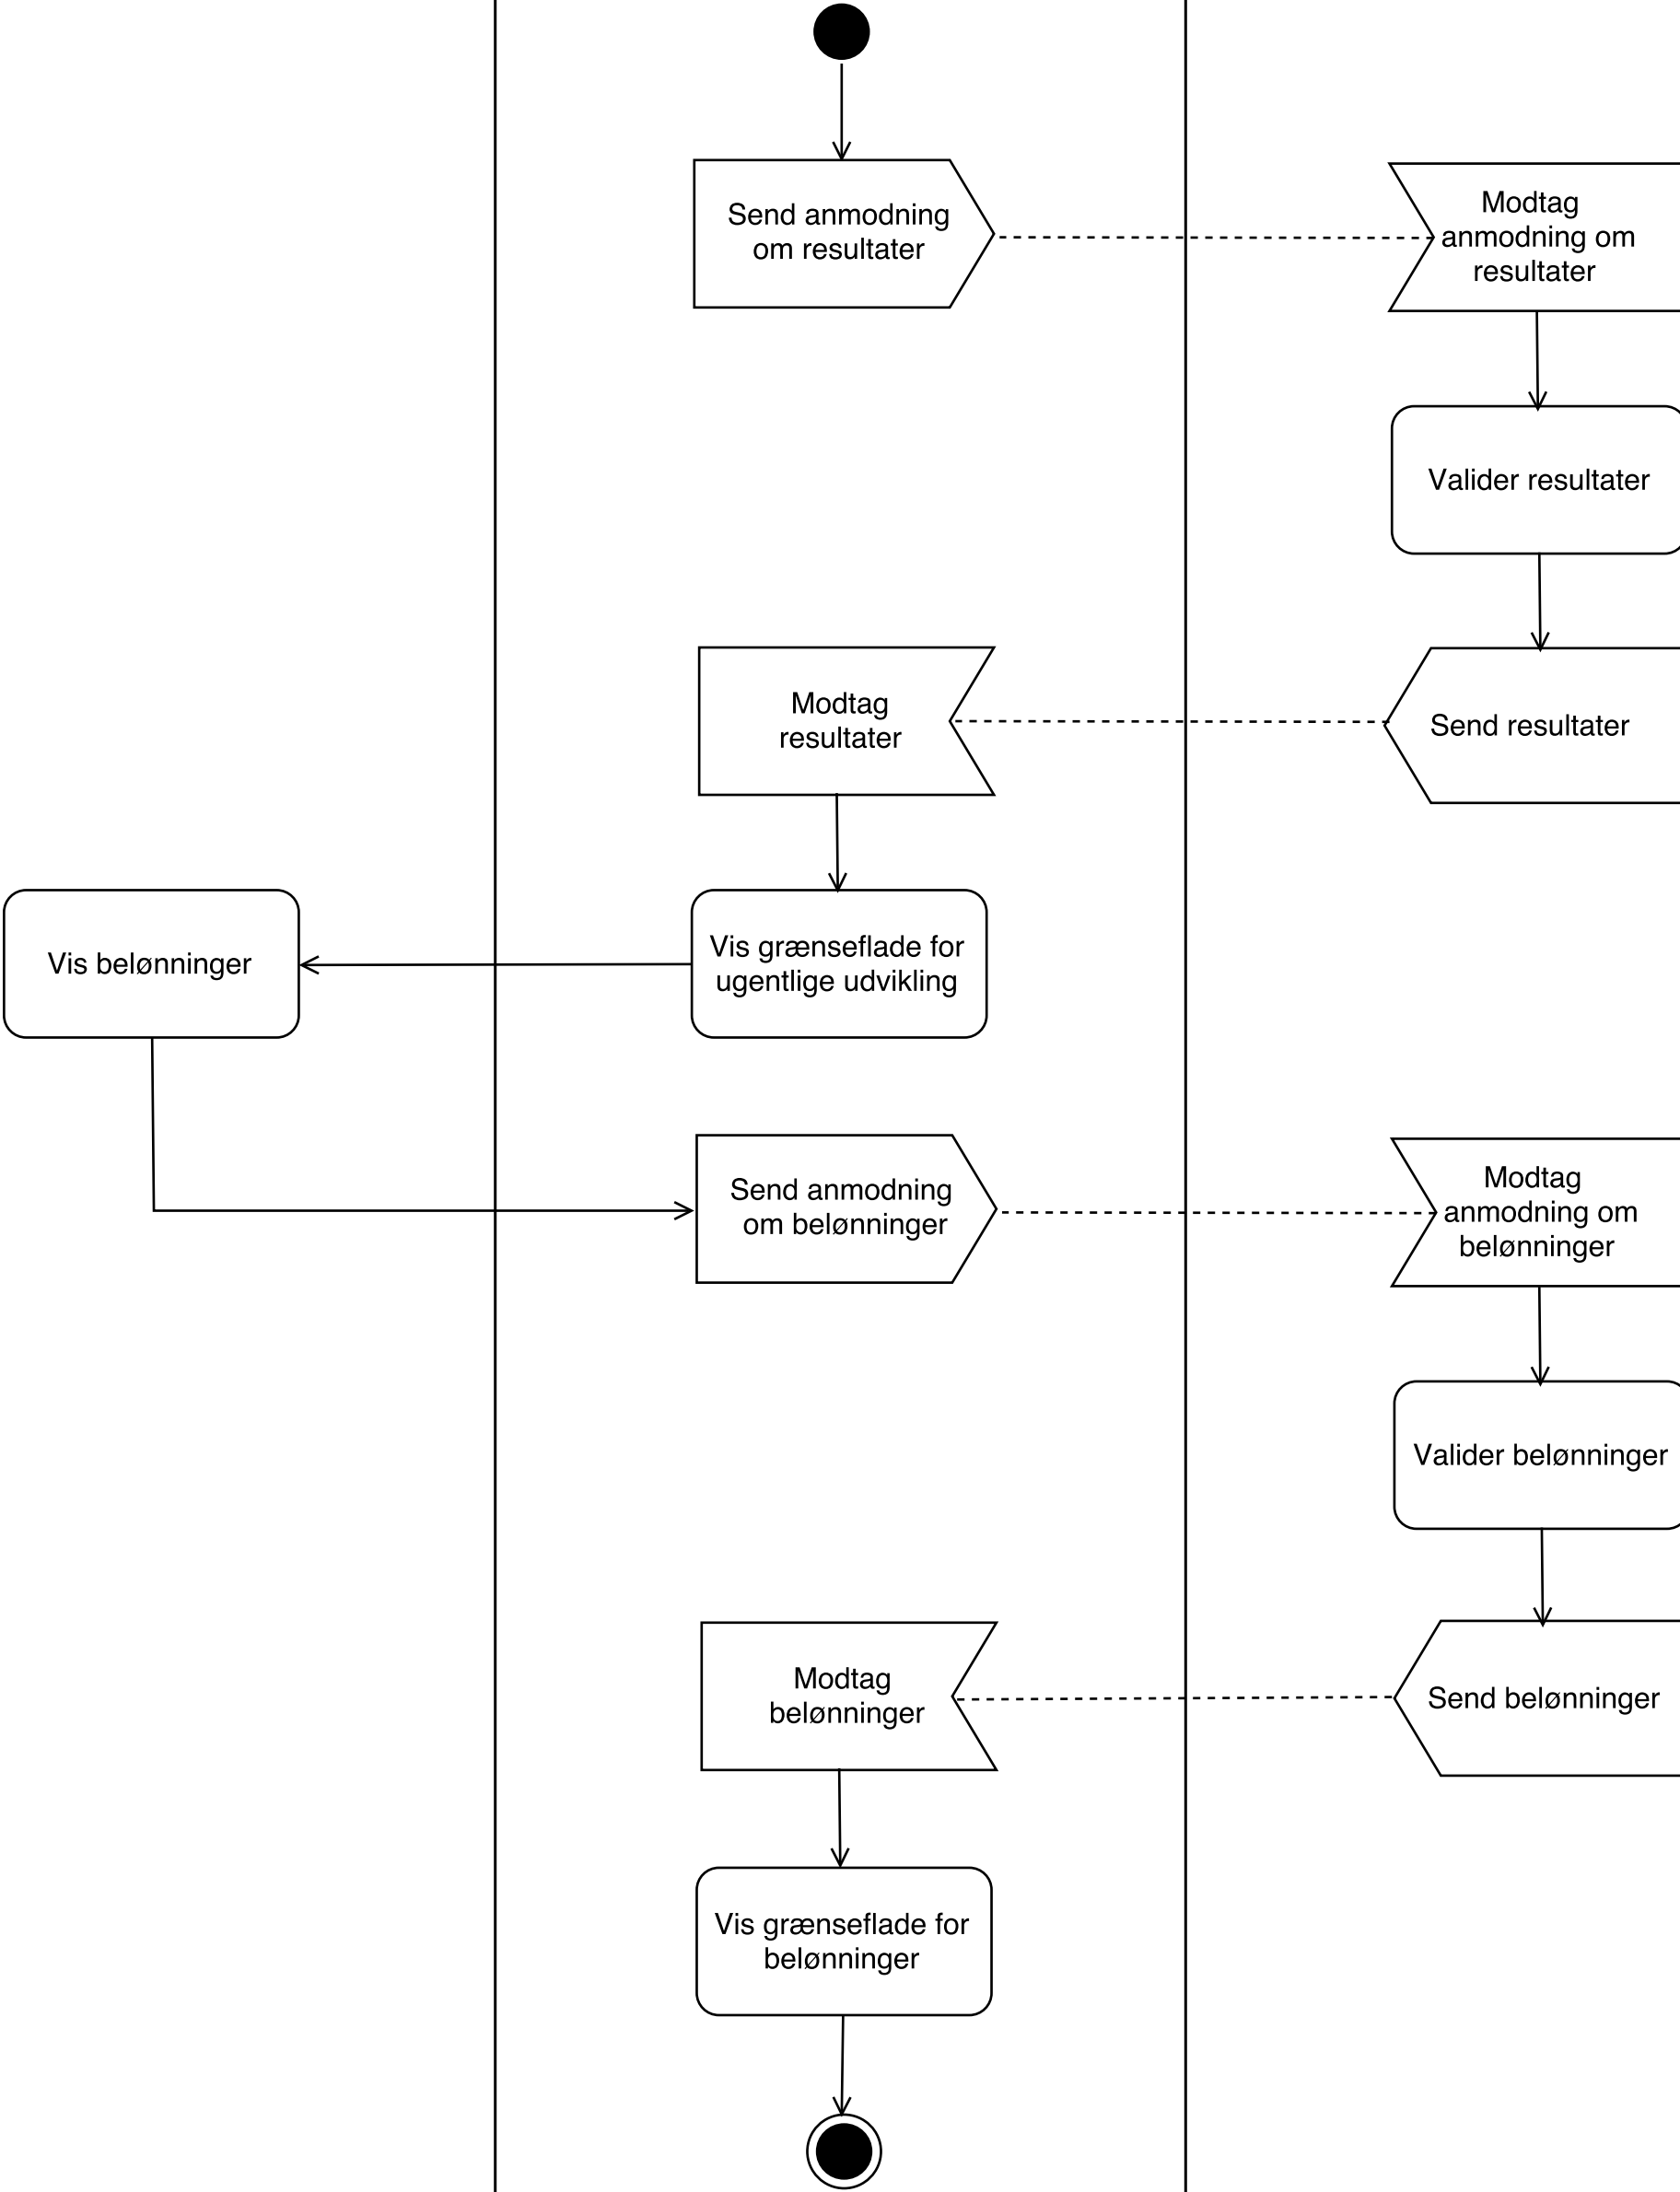 Send anmodning
om resultater
Modtag
anmodning om
resultater
Valider resultater
Modtag
resultater
Send resultater
Vis belønninger
Vis grænseflade for
ugentlige udvikling
Send anmodning
om belønninger
Modtag
anmodning om
belønninger
Valider belønninger
Modtag
belønninger
Send belønninger
Vis grænseflade for
belønninger